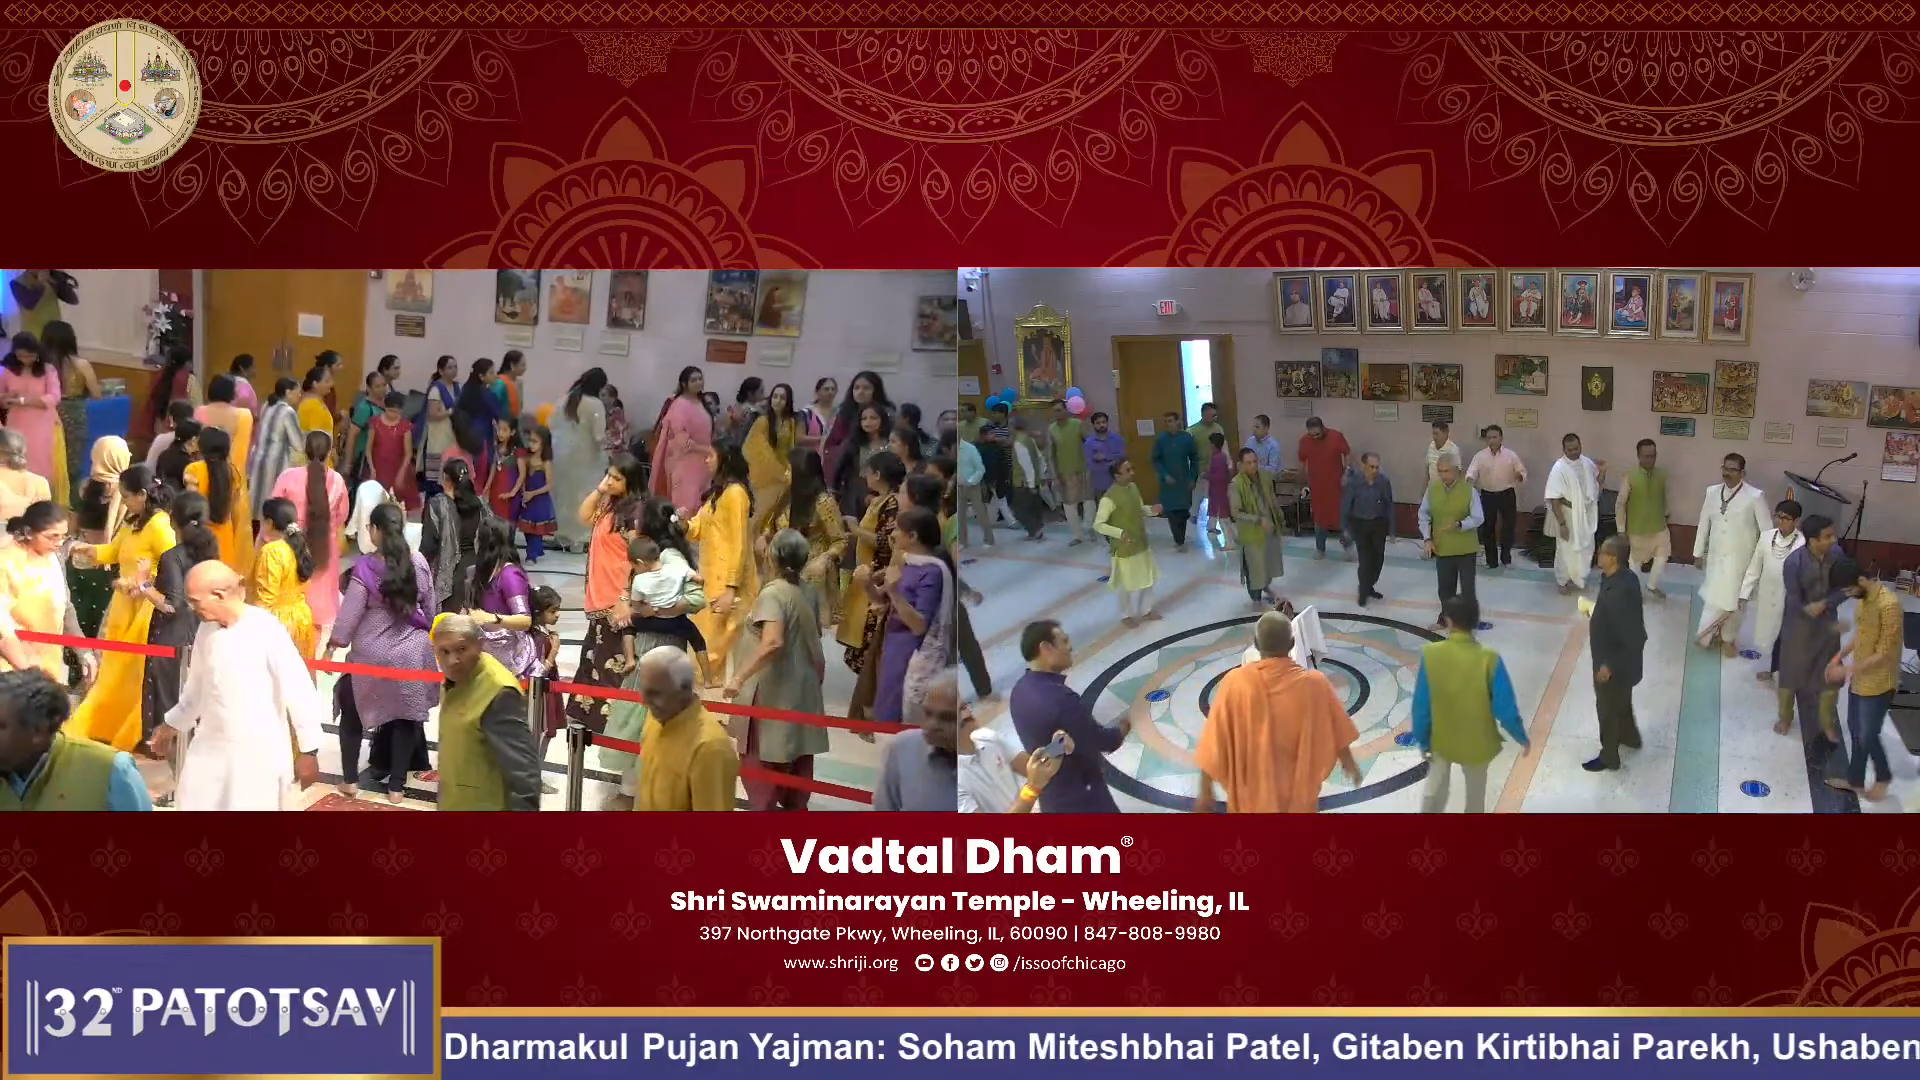 EXIT
Vadtal Dham®
Shri Swaminarayan Temple - Wheeling, IL
397 Northgate Pkwy, Wheeling, IL, 60090 | 847-808-9980
www.shriji.org /issoofchicago
32ND PATOTSAV
Dharmakul Pujan Yajman: Soham Miteshbhai Patel, Gitaben Kirtibhai Parekh, Ushaben